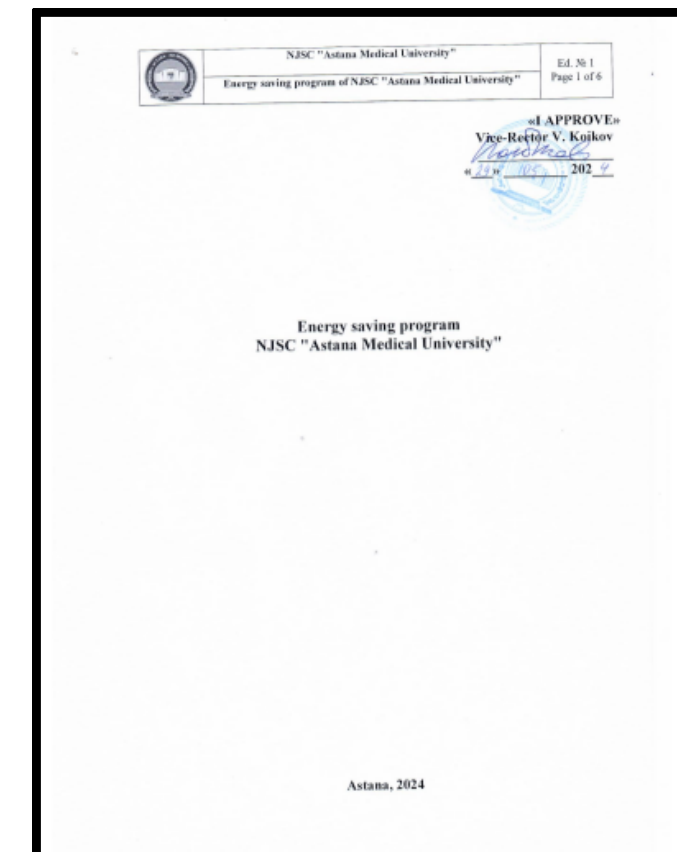 NJSC "Astana Medical University"
Energy saving program of NJSC "Astana Medical University"
Ed. № 1
Page 1 of 6
«I APPROVE»
Vice-Rector V. Koikov
«29» 202 4
Energy saving program
NJSC "Astana Medical University"
Astana, 2024